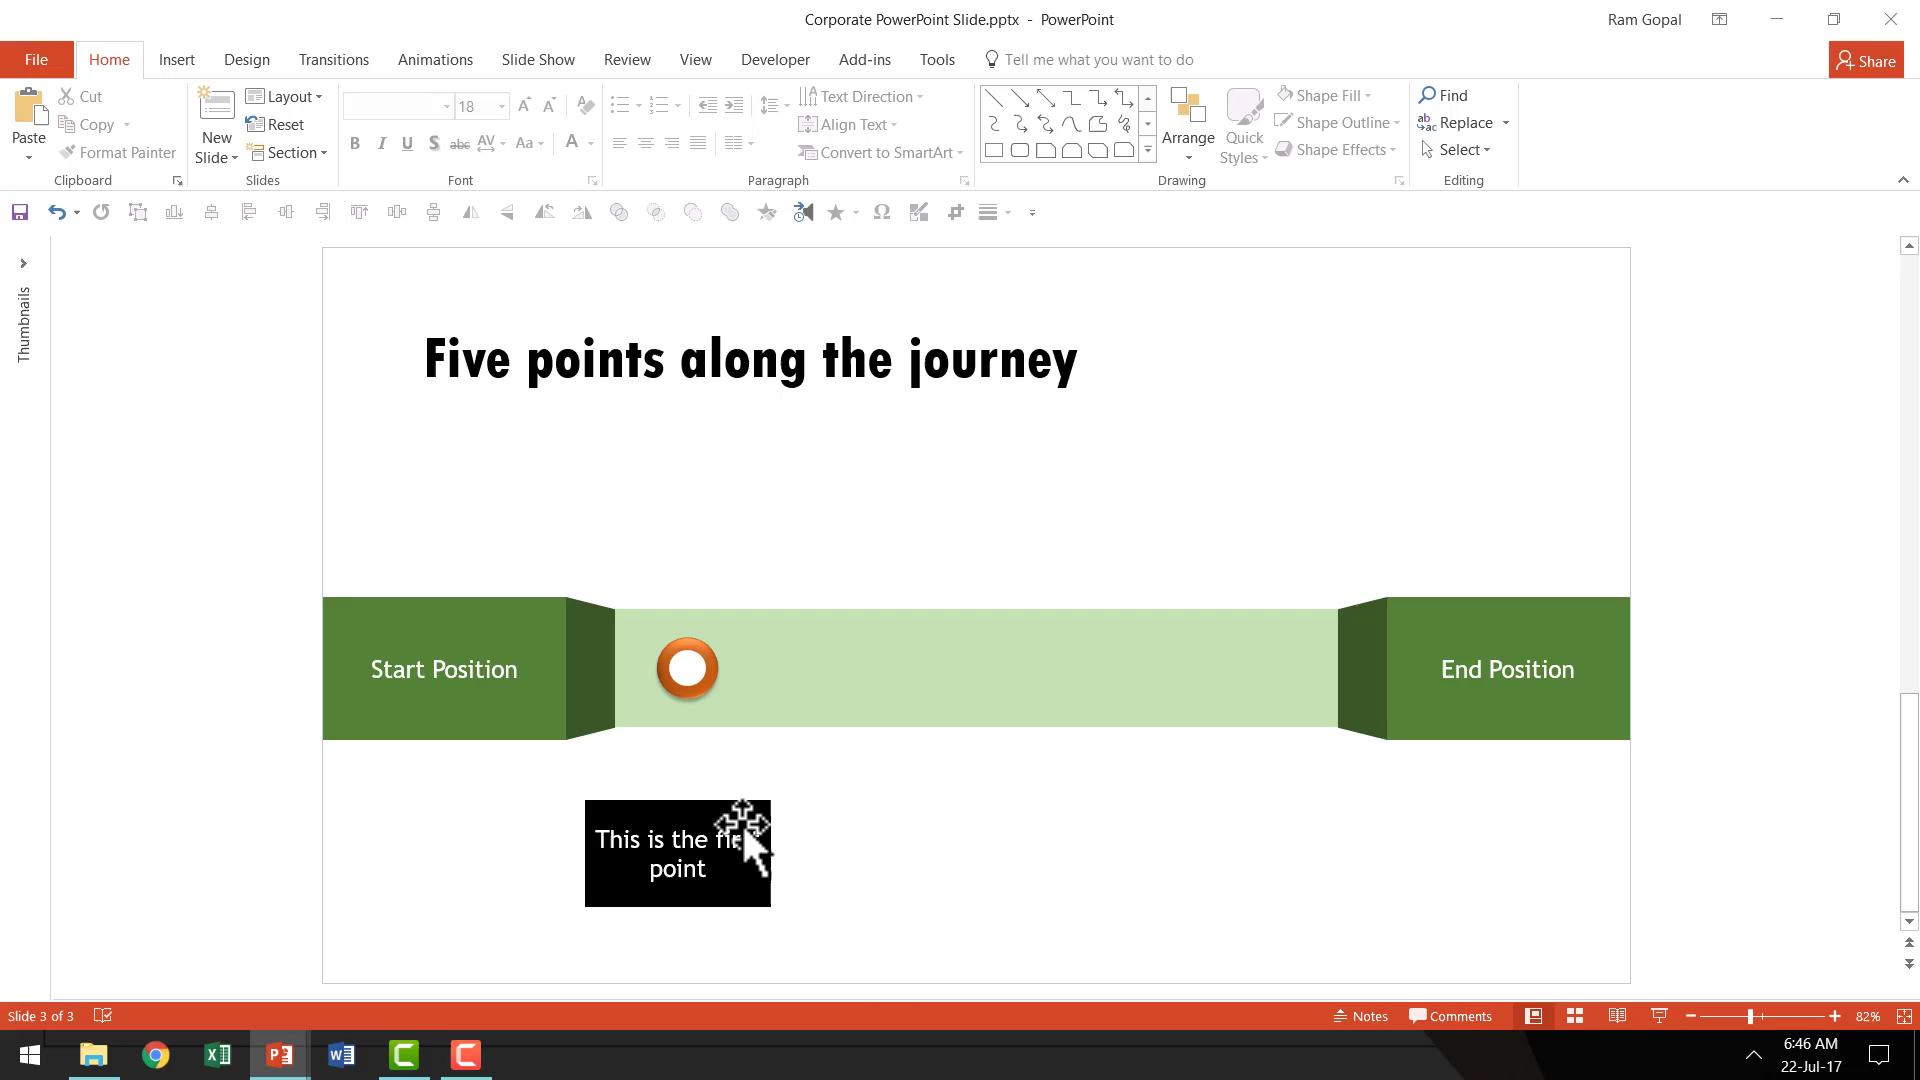 Corporate PowerPoint Slide.pptx - PowerPoint
Ram Gopal
File Home Insert Design Transitions Animations Slide Show Review View Developer Add-ins Tools Tell me what you want to do
Share
Paste
Cut
Copy
Format Painter
Clipboard
New
Slide
Layout
Reset
Section
Slides
18
B I U S abc AV Aa A
Font
Text Direction
Align Text
Convert to SmartArt
Paragraph
Arrange
Quick
Styles
Shape Fill
Shape Outline
Shape Effects
Drawing
Find
Replace
Select
Editing
Thumbnails
Five points along the journey
Start Position
End Position
This is the
point
Slide 3 of 3
Notes
Comments
82%
6:46 AM
22-Jul-17